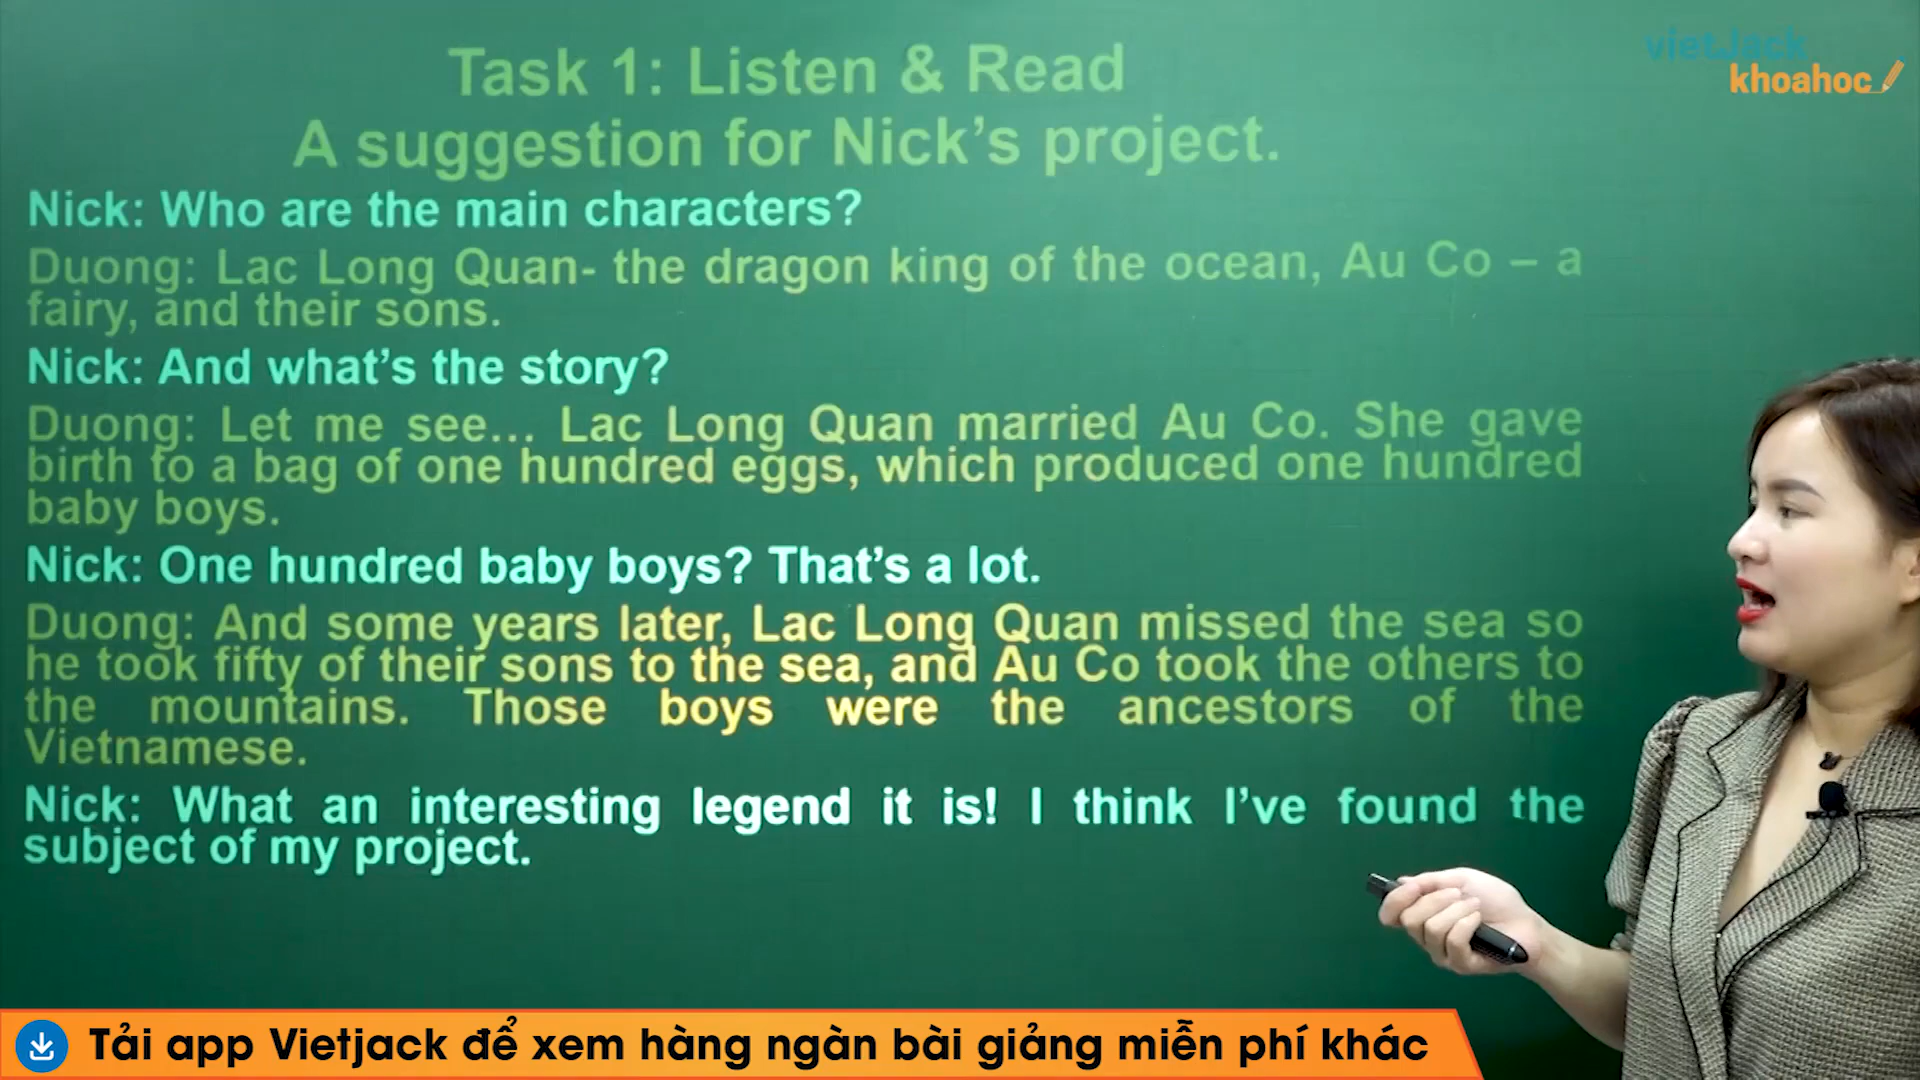 vietJack
khoahoc
Task 1: Listen & Read
A suggestion for Nick’s project.
Nick: Who are the main characters?
Duong: Lac Long Quan- the dragon king of the ocean, Au Co – a
fairy, and their sons.
Nick: And what’s the story?
Duong: Let me see... Lac Long Quan married Au Co. She gave
birth to a bag of one hundred eggs, which produced one hundred
baby boys.
Nick: One hundred baby boys? That’s a lot.
Duong: And some years later, Lac Long Quan missed the sea so
he took fifty of their sons to the sea, and Au Co took the others to
the mountains. Those boys were the ancestors of the
Vietnamese.
Nick: What an interesting legend it is! I think I’ve found the
subject of my project.
Tải app Vietjack để xem hàng ngàn bài giảng miễn phí khác